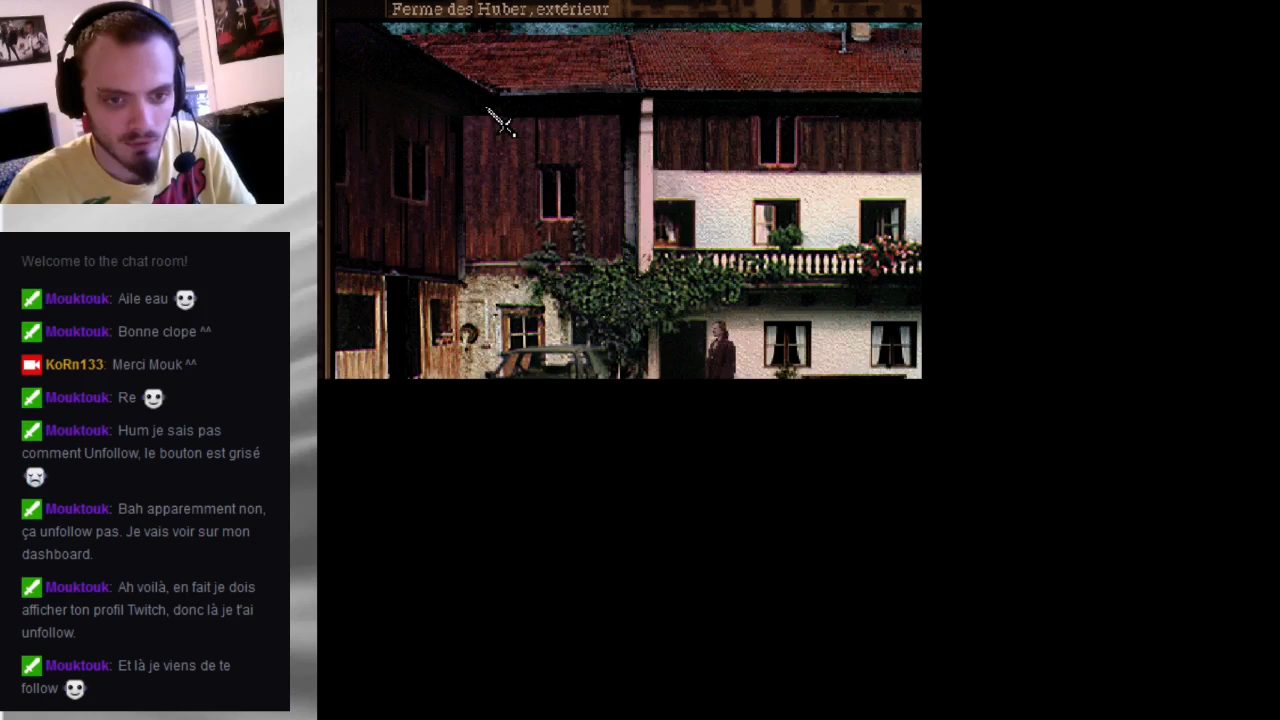 Ferme des Huber, extérieur
Welcome to the chat room!
Mouktouk: Aile eau
Mouktouk: Bonne clope ^^
KoRn133: Merci Mouk ^^
Mouktouk: Re
Mouktouk: Hum je sais pas
comment Unfollow, le bouton est grisé
Mouktouk: Bah apparemment non,
ça unfollow pas. Je vais voir sur mon
dashboard.
Mouktouk: Ah voilà, en fait je dois
afficher ton profil Twitch, donc là je t'ai
unfollow.
Mouktouk: Et là je viens de te
follow